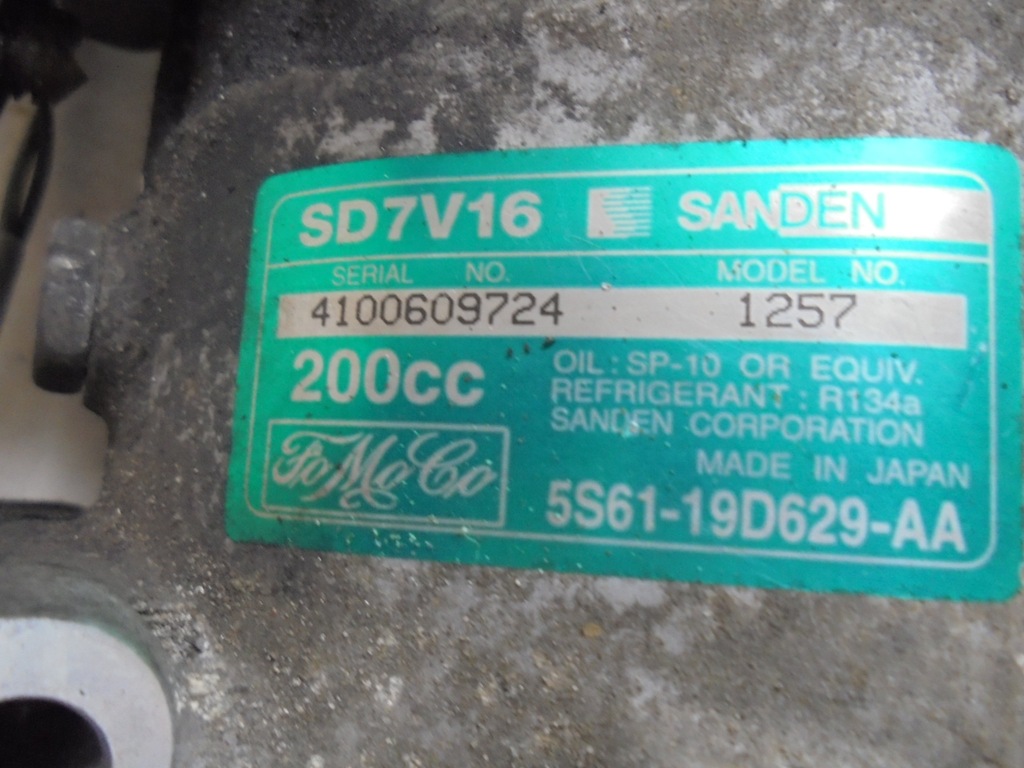 SD7V16 SANDEN
SERIAL NO. MODEL NO.
4100609724 1257
200cc
OIL : SP-10 OR EQUIV.
REFRIGERANT : R134a
SANDEN CORPORATION
MADE IN JAPAN
FoMoCo
5S61-19D629-AA